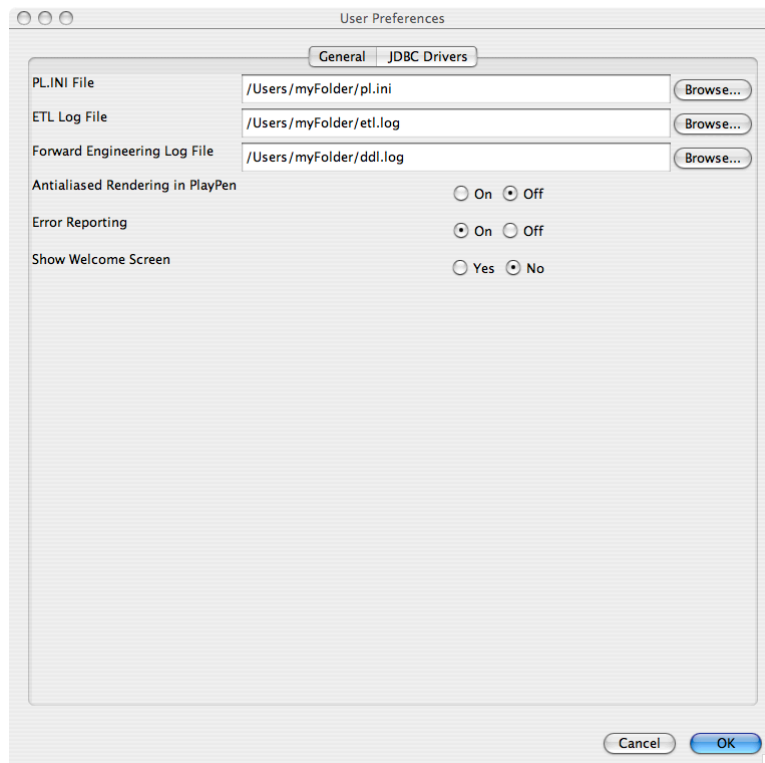 User Preferences
General JDBC Drivers
PL.INI File /Users/myFolder/pl.ini Browse...
ETL Log File /Users/myFolder/etl.log Browse...
Forward Engineering Log File /Users/myFolder/ddl.log Browse...
Antialiased Rendering in PlayPen On Off
Error Reporting On Off
Show Welcome Screen Yes No
Cancel OK